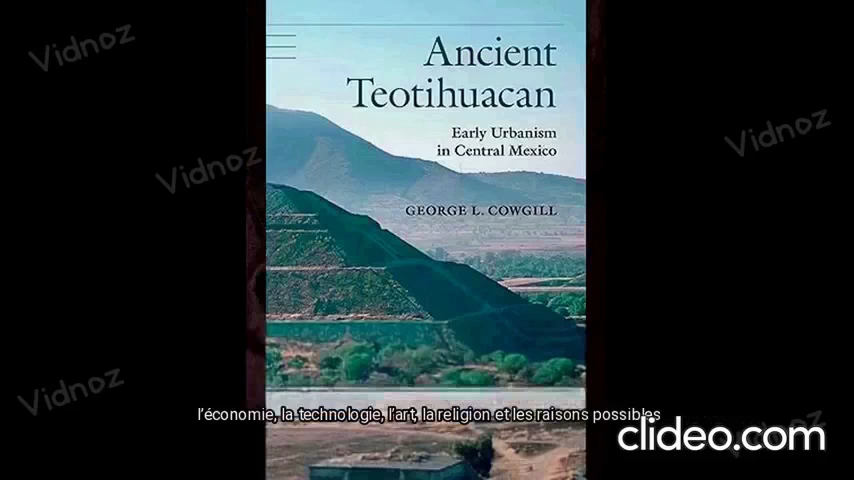 Vidnoz
Ancient
Teotihuacan
Vidnoz
Early Urbanism
in Central Mexico
Vidnoz
GEORGE L. COWGILL
Vidnoz
l'économie, la technologie, l'art, la religion et les raisons possibles
Vidnoz
clideo.com